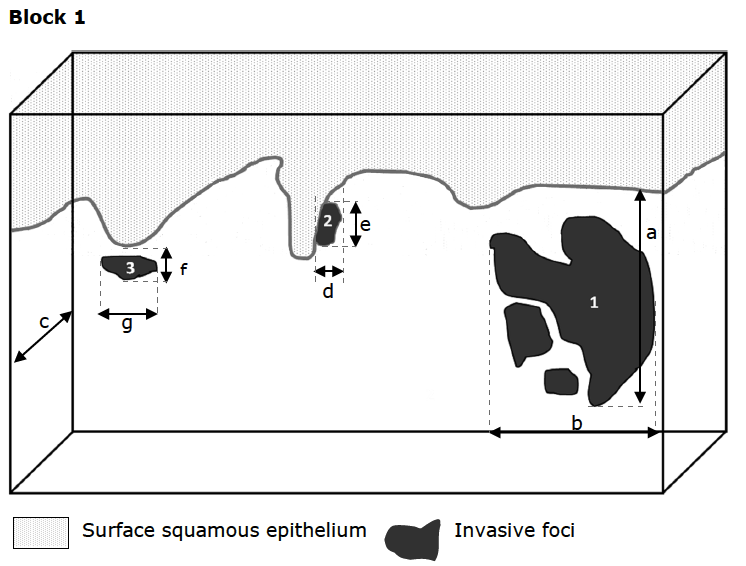 Block 1
2
e
a
3
f
1
d
c
g
b
Surface squamous epithelium
Invasive foci